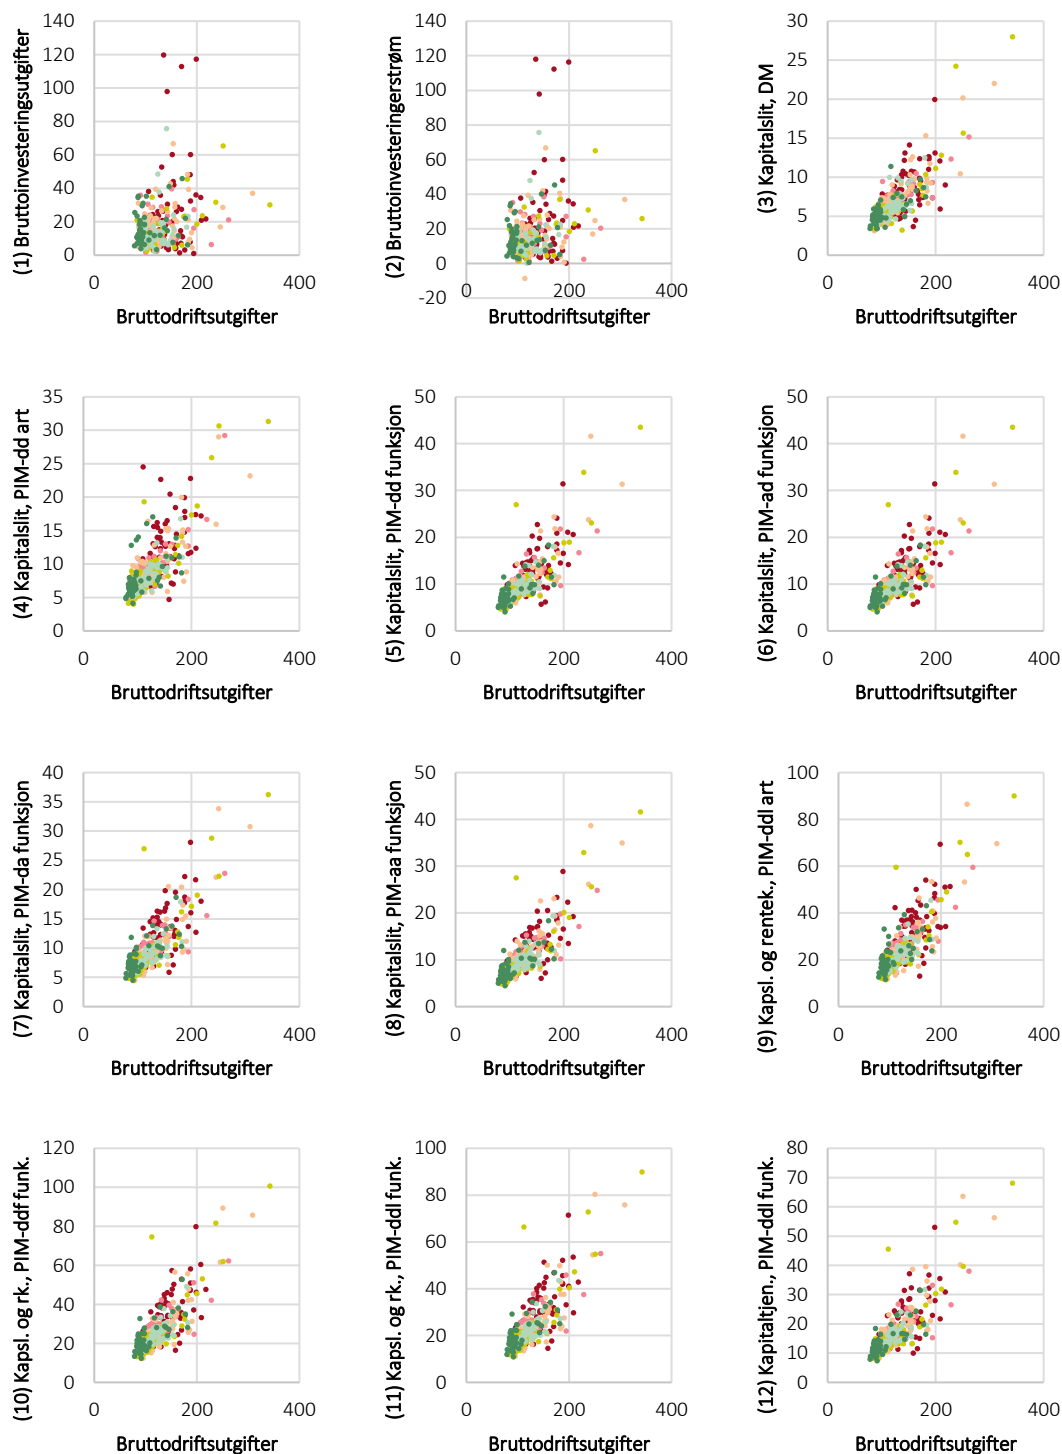 (1) Bruttoinvesteringsutgifter
140
120
100
80
60
40
20
0
0 200 400
Bruttodriftsutgifter
(2) Bruttoinvesteringerstrøm
140
120
100
80
60
40
20
0
-20
0 200 400
Bruttodriftsutgifter
(3) Kapitalslit, DM
30
25
20
15
10
5
0
0 200 400
Bruttodriftsutgifter
(4) Kapitalslit, PIM-dd art
35
30
25
20
15
10
5
0
0 200 400
Bruttodriftsutgifter
(5) Kapitalslit, PIM-dd funksjon
50
40
30
20
10
0
0 200 400
Bruttodriftsutgifter
(6) Kapitalslit, PIM-ad funksjon
50
40
30
20
10
0
0 200 400
Bruttodriftsutgifter
(7) Kapitalslit, PIM-da funksjon
40
35
30
25
20
15
10
5
0
0 200 400
Bruttodriftsutgifter
(8) Kapitalslit, PIM-aa funksjon
50
40
30
20
10
0
0 200 400
Bruttodriftsutgifter
(9) Kapsl. og rentek., PIM-ddl art
100
80
60
40
20
0
0 200 400
Bruttodriftsutgifter
(10) Kapsl. og rk., PIM-ddf funk.
120
100
80
60
40
20
0
0 200 400
Bruttodriftsutgifter
(11) Kapsl. og rk., PIM-ddl funk.
100
80
60
40
20
0
0 200 400
Bruttodriftsutgifter
(12) Kapitaltjen., PIM-ddl funk.
80
70
60
50
40
30
20
10
0
0 200 400
Bruttodriftsutgifter